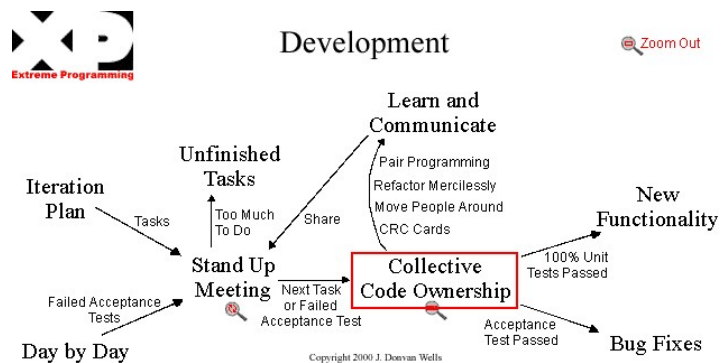 XP
Extreme Programming
Development
Zoom Out
Learn and
Communicate
Unfinished
Tasks
Pair Programming
Refactor Mercilessly
Move People Around
CRC Cards
Iteration
Plan
Tasks
Too Much
To Do
Share
New
Functionality
100% Unit
Tests Passed
Stand Up
Meeting
Next Task
or Failed
Acceptance Test
Collective
Code Ownership
Failed Acceptance
Tests
Day by Day
Acceptance
Test Passed
Bug Fixes
Copyright 2000 J. Donvan Wells